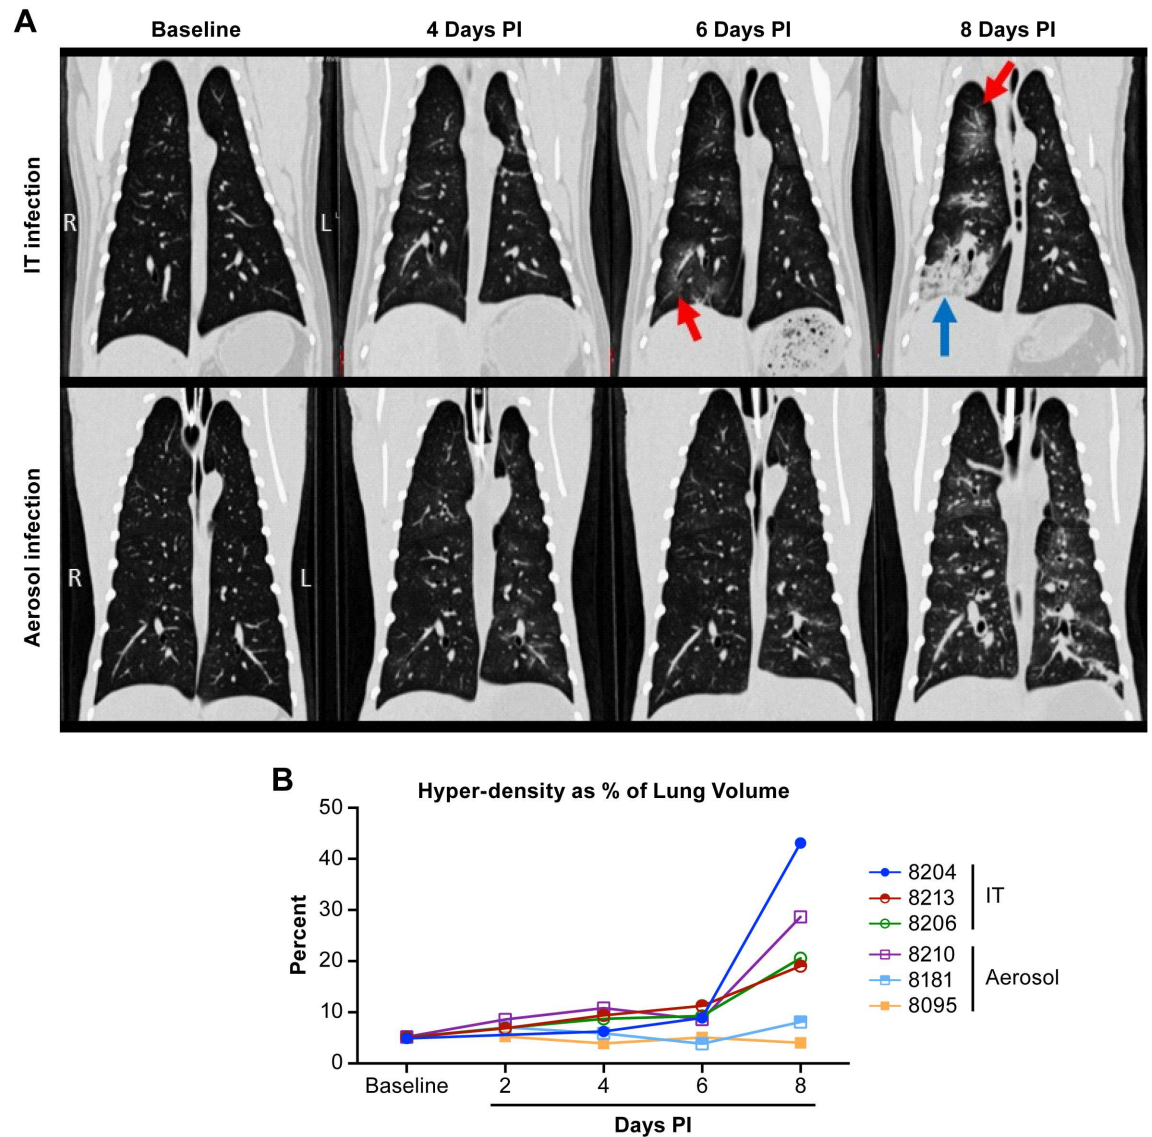 A
Baseline
4 Days PI
6 Days PI
8 Days PI
IT infection
R
L
Aerosol infection
R
L
B
Hyper-density as % of Lung Volume
Percent
50
40
30
20
10
0
Baseline
2
4
6
8
Days PI
8204
8213
8206
IT
8210
8181
8095
Aerosol